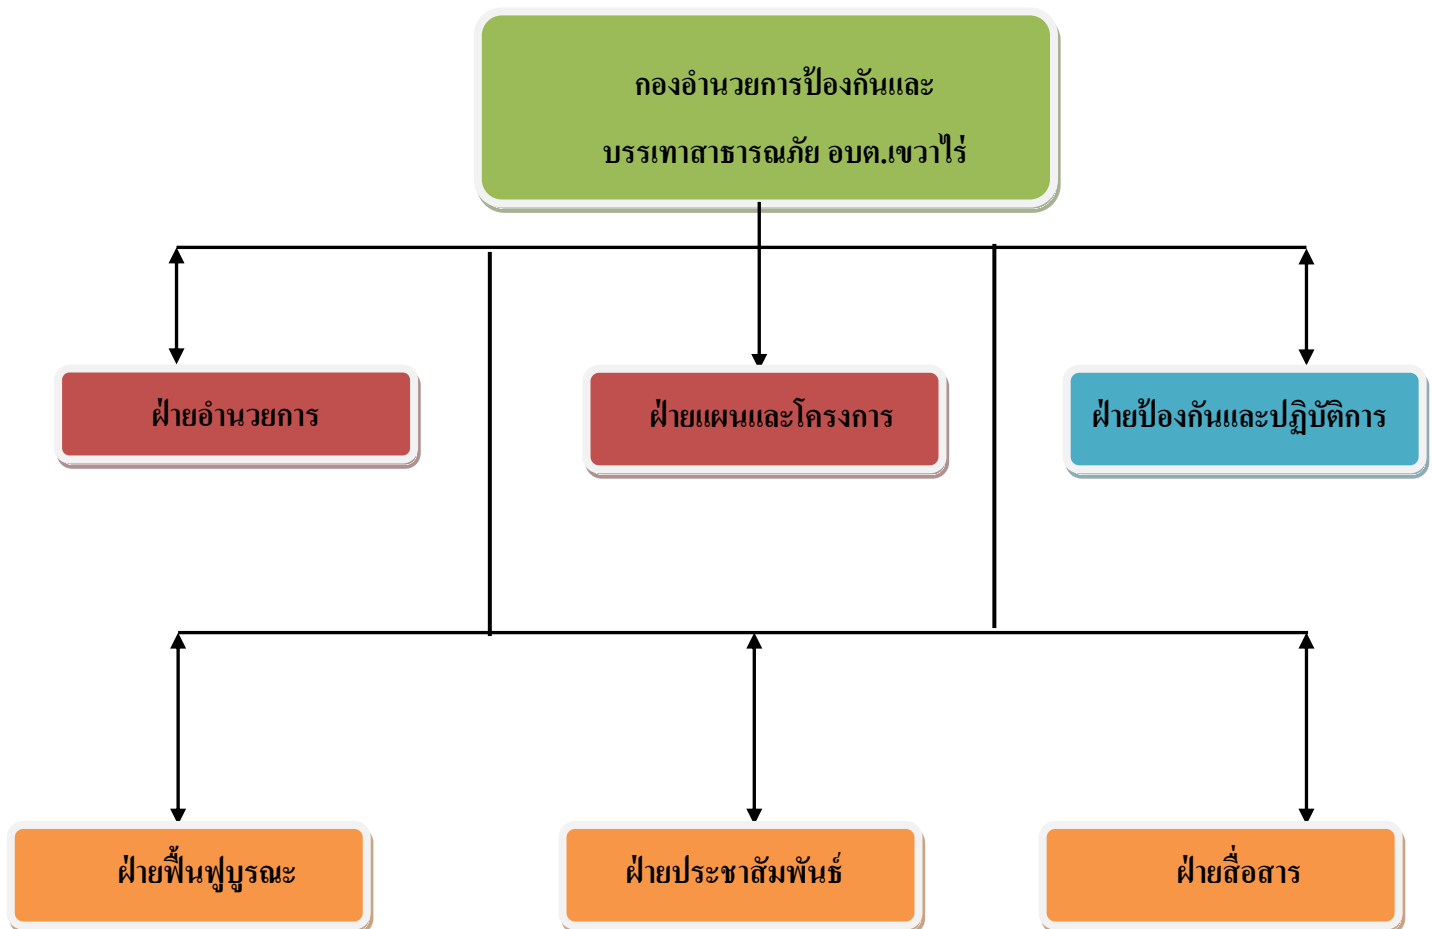 กองอำนวยการป้องกันและ
บรรเทาสาธารณภัย อบต.เขวาไร่
ฝ่ายอำนวยการ
ฝ่ายแผนและโครงการ
ฝ่ายป้องกันและปฏิบัติการ
ฝ่ายฟื้นฟูบูรณะ
ฝ่ายประชาสัมพันธ์
ฝ่ายสื่อสาร